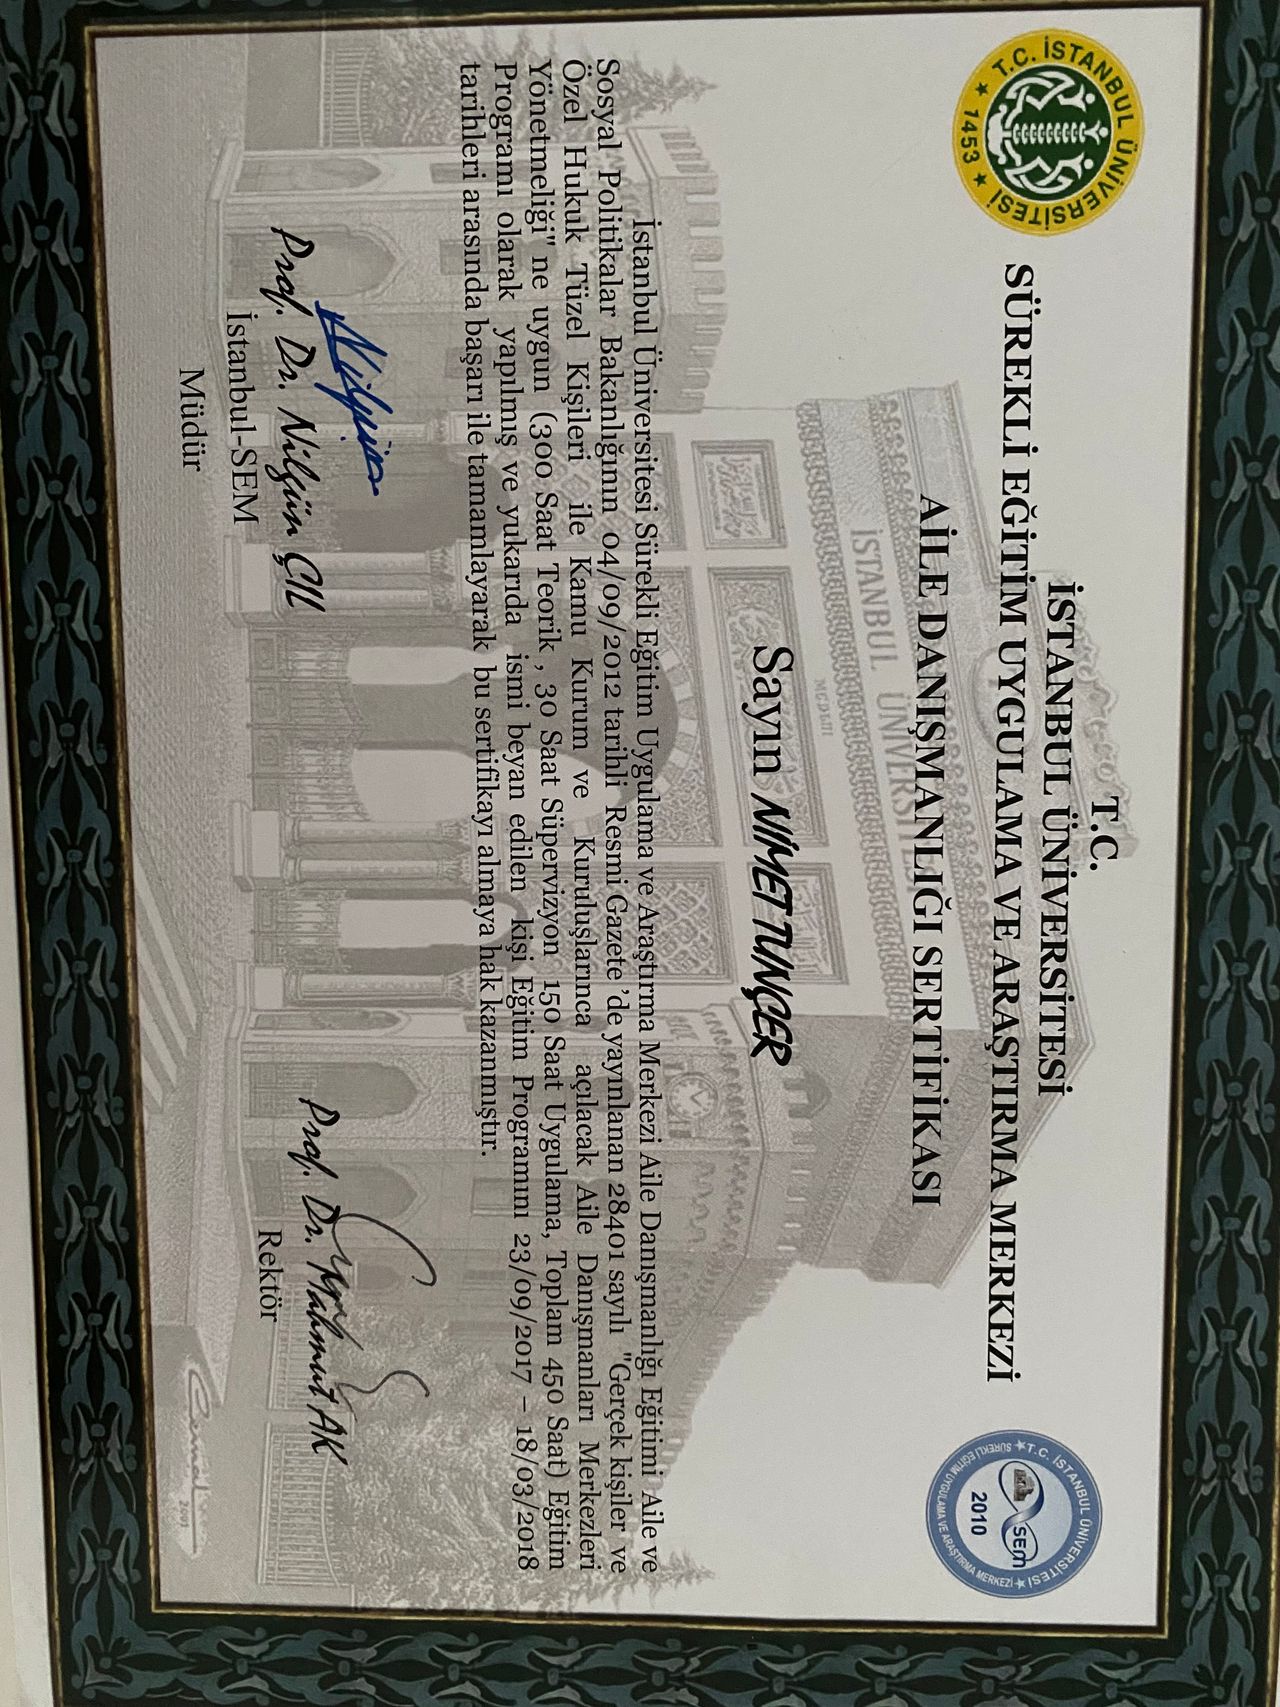 T.C.
İSTANBUL ÜNİVERSİTESİ
SÜREKLİ EĞİTİM UYGULAMA VE ARAŞTIRMA MERKEZİ
AİLE DANIŞMANLIĞI SERTİFİKASI
T.C. İSTANBUL ÜNİVERSİTESİ
★ 1453 ★
★ T.C. İSTANBUL ÜNİVERSİTESİ ★
SÜREKLİ EĞİTİM UYGULAMA VE ARAŞTIRMA MERKEZİ
SEM
2010
İSTANBUL ÜNİVERSİTESİ
Sayın NİMET TUNÇER
İstanbul Üniversitesi Sürekli Eğitim Uygulama ve Araştırma Merkezi Aile Danışmanlığı Eğitimi Aile ve
Sosyal Politikalar Bakanlığının 04/09/2012 tarihli Resmi Gazete'de yayınlanan 28401 sayılı "Gerçek kişiler ve
Özel Hukuk Tüzel Kişileri ile Kamu Kurum ve Kuruluşlarınca açılacak Aile Danışmanları Merkezleri
Yönetmeliği" ne uygun (300 Saat Teorik , 30 Saat Süpervizyon 150 Saat Uygulama, Toplam 450 Saat) Eğitim
Programı olarak yapılmış ve yukarıda ismi beyan edilen kişi Eğitim Programını 23/09/2017 – 18/03/2018
tarihleri arasında başarı ile tamamlayarak bu sertifikayı almaya hak kazanmıştır.
Prof. Dr. Nilgün ÇIL
İstanbul-SEM
Müdür
Prof. Dr. Mahmut AK
Rektör